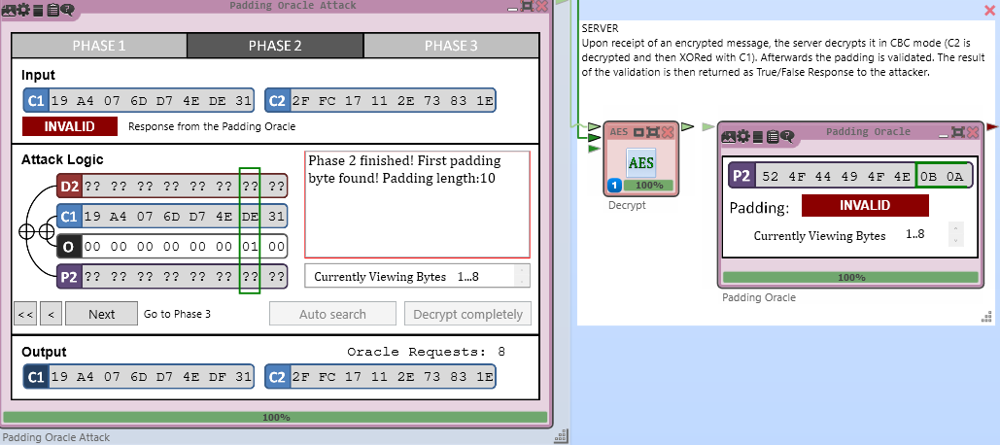 Padding Oracle Attack
PHASE 1
PHASE 2
PHASE 3
Input
C1 19 A4 07 6D D7 4E DE 31
C2 2F FC 17 11 2E 73 83 1E
INVALID
Response from the Padding Oracle
Attack Logic
D2 ?? ?? ?? ?? ?? ?? ?? ??
C1 19 A4 07 6D D7 4E DE 31
O 00 00 00 00 00 00 01 00
P2 ?? ?? ?? ?? ?? ?? ?? ??
Phase 2 finished! First padding
byte found! Padding length:10
Currently Viewing Bytes 1...8
<<
<
Next
Go to Phase 3
Auto search
Decrypt completely
Output
Oracle Requests: 8
C1 19 A4 07 6D D7 4E DF 31
C2 2F FC 17 11 2E 73 83 1E
100%
Padding Oracle Attack
SERVER
Upon receipt of an encrypted message, the server decrypts it in CBC mode (C2 is
decrypted and then XORed with C1). Afterwards the padding is validated. The result
of the validation is then returned as True/False Response to the attacker.
AES
AES
1
100%
Decrypt
Padding Oracle
P2 52 4F 44 49 4F 4E 0B 0A
Padding:
INVALID
Currently Viewing Bytes 1..8
100%
Padding Oracle